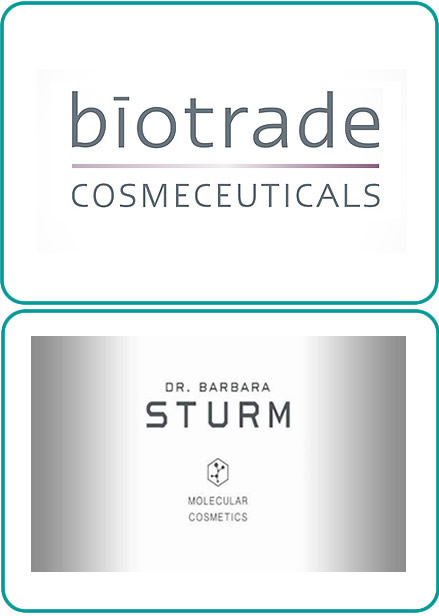 bīotrade
COSMECEUTICALS
DR. BARBARA
STURM
MOLECULAR
COSMETICS